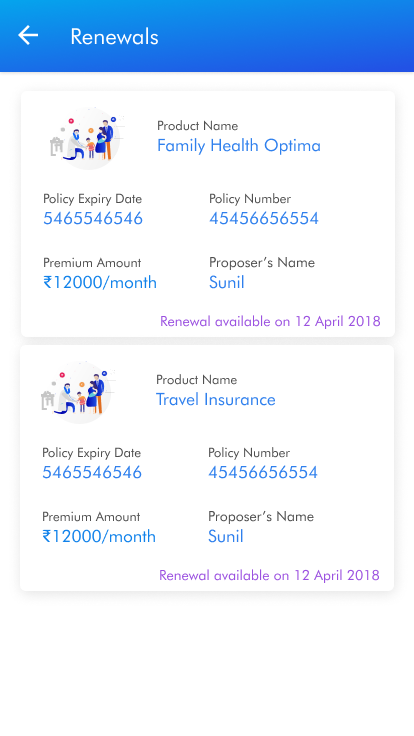 Renewals
Product Name
Family Health Optima
Policy Expiry Date
Policy Number
5465546546
45456656554
Premium Amount
Proposer's Name
₹12000/month
Sunil
Renewal available on 12 April 2018
Product Name
Travel Insurance
Policy Expiry Date
Policy Number
5465546546
45456656554
Premium Amount
Proposer's Name
₹12000/month
Sunil
Renewal available on 12 April 2018